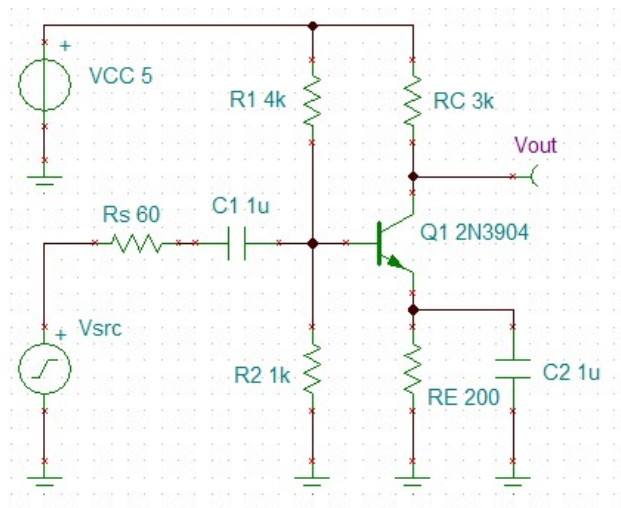 +
VCC 5
R1 4k
RC 3k
Vout
Rs 60
C1 1u
Q1 2N3904
+
Vsrc
R2 1k
RE 200
C2 1u